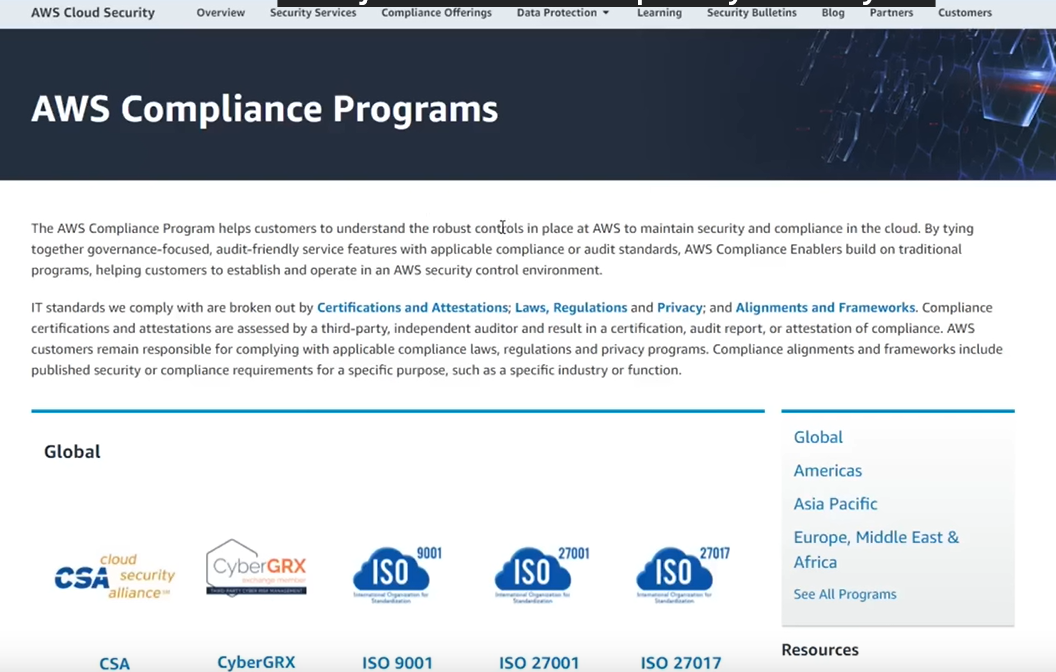 AWS Cloud Security Overview Security Services Compliance Offerings Data Protection Learning Security Bulletins Blog Partners Customers
AWS Compliance Programs
The AWS Compliance Program helps customers to understand the robust controls in place at AWS to maintain security and compliance in the cloud. By tying
together governance-focused, audit-friendly service features with applicable compliance or audit standards, AWS Compliance Enablers build on traditional
programs, helping customers to establish and operate in an AWS security control environment.
IT standards we comply with are broken out by Certifications and Attestations; Laws, Regulations and Privacy; and Alignments and Frameworks. Compliance
certifications and attestations are assessed by a third-party, independent auditor and result in a certification, audit report, or attestation of compliance. AWS
customers remain responsible for complying with applicable compliance laws, regulations and privacy programs. Compliance alignments and frameworks include
published security or compliance requirements for a specific purpose, such as a specific industry or function.
Global
CSA cloud security alliance
CyberGRX
exchange member
THIRD-PARTY CYBER RISK MANAGEMENT
ISO 9001
International Organization for
Standardization
ISO 27001
International Organization for
Standardization
ISO 27017
International Organization for
Standardization
CSA
CyberGRX
ISO 9001
ISO 27001
ISO 27017
Global
Americas
Asia Pacific
Europe, Middle East &
Africa
See All Programs
Resources